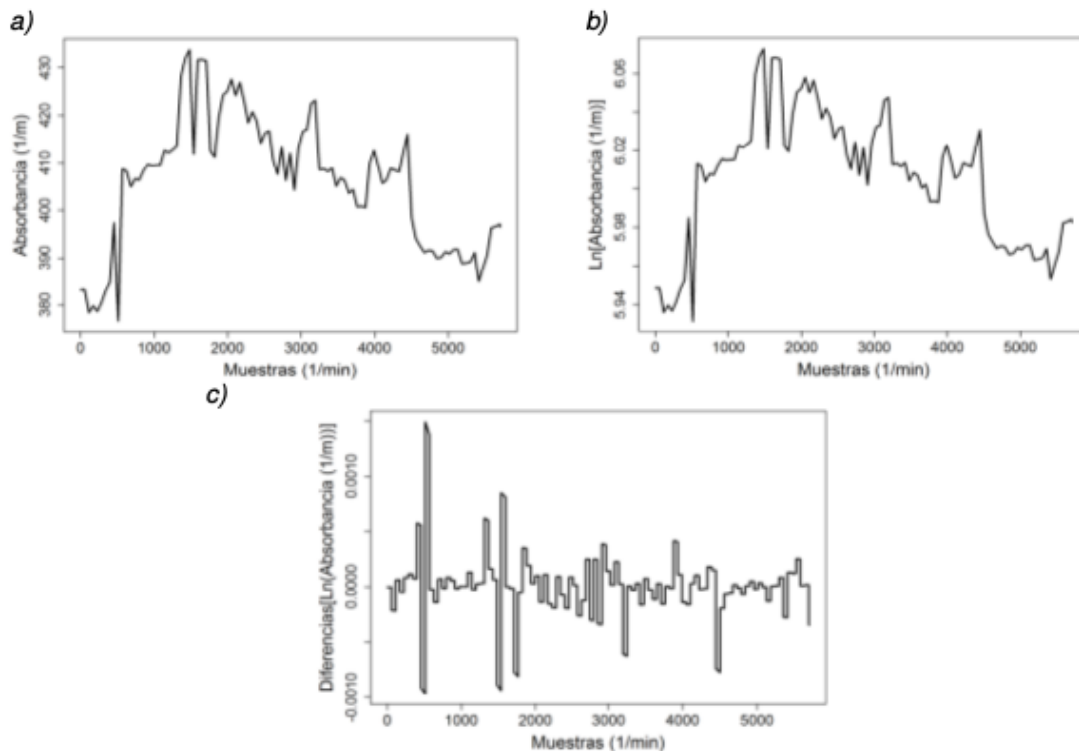 a)
430
420
410
400
390
380
Absorbancia (1/m)
0 1000 2000 3000 4000 5000
Muestras (1/min)
b)
6.06
6.02
5.98
5.94
Ln[Absorbancia (1/m)]
0 1000 2000 3000 4000 5000
Muestras (1/min)
c)
0.0010
0.0000
-0.0010
Diferencias[Ln(Absorbancia (1/m))]
0 1000 2000 3000 4000 5000
Muestras (1/min)